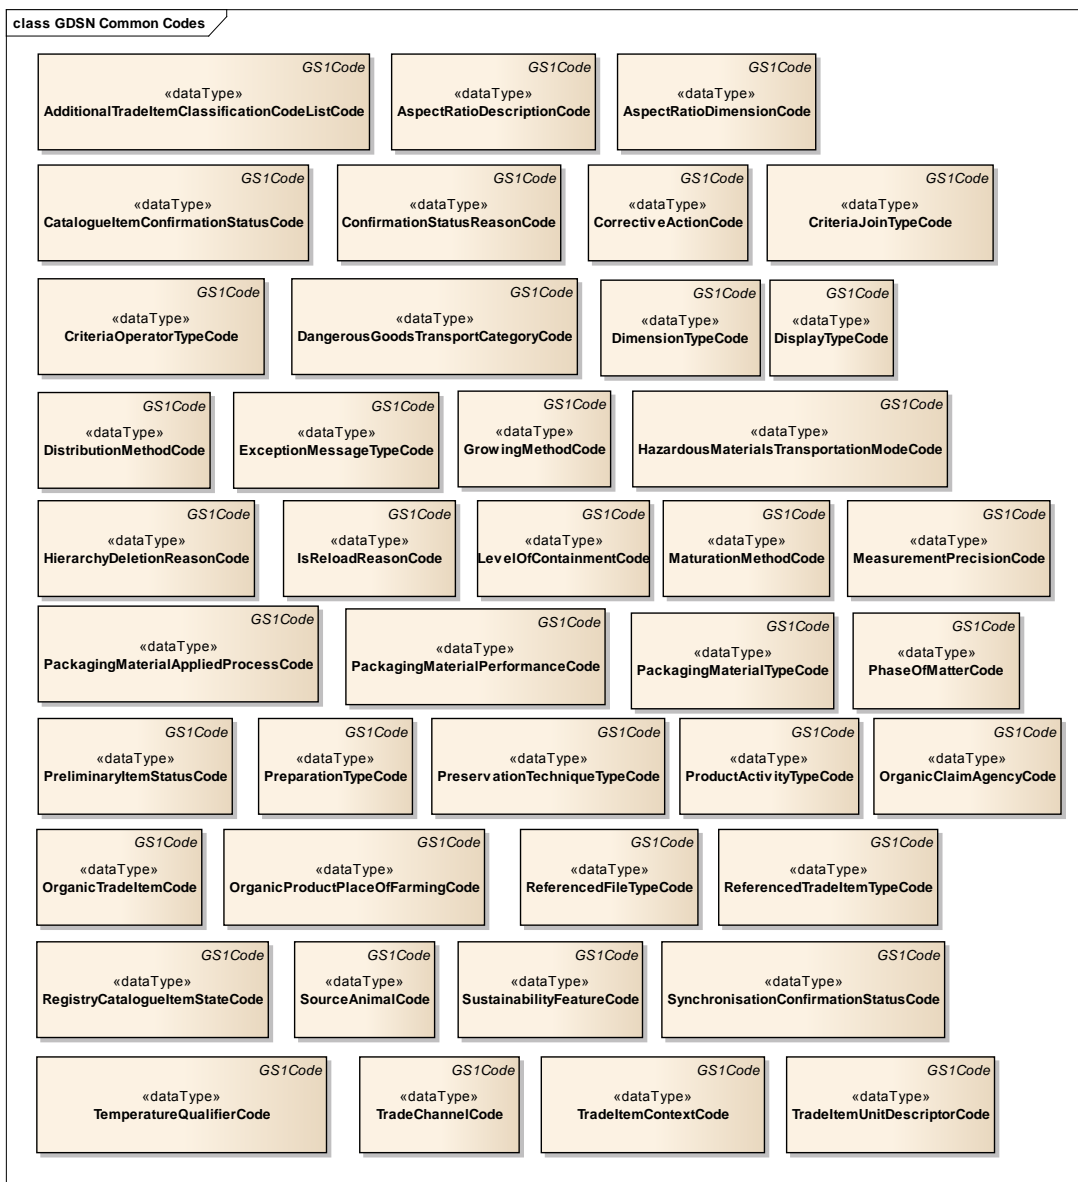 class GDSN Common Codes
GS1Code
«dataType»
AdditionalTradeItemClassificationCodeListCode
GS1Code
«dataType»
AspectRatioDescriptionCode
GS1Code
«dataType»
AspectRatioDimensionCode
GS1Code
«dataType»
CatalogueItemConfirmationStatusCode
GS1Code
«dataType»
ConfirmationStatusReasonCode
GS1Code
«dataType»
CorrectiveActionCode
GS1Code
«dataType»
CriteriaJoinTypeCode
GS1Code
«dataType»
CriteriaOperatorTypeCode
GS1Code
«dataType»
DangerousGoodsTransportCategoryCode
GS1Code
«dataType»
DimensionTypeCode
GS1Code
«dataType»
DisplayTypeCode
GS1Code
«dataType»
DistributionMethodCode
GS1Code
«dataType»
ExceptionMessageTypeCode
GS1Code
«dataType»
GrowingMethodCode
GS1Code
«dataType»
HazardousMaterialsTransportationModeCode
GS1Code
«dataType»
HierarchyDeletionReasonCode
GS1Code
«dataType»
IsReloadReasonCode
GS1Code
«dataType»
LevelOfContainmentCode
GS1Code
«dataType»
MaturationMethodCode
GS1Code
«dataType»
MeasurementPrecisionCode
GS1Code
«dataType»
PackagingMaterialAppliedProcessCode
GS1Code
«dataType»
PackagingMaterialPerformanceCode
GS1Code
«dataType»
PackagingMaterialTypeCode
GS1Code
«dataType»
PhaseOfMatterCode
GS1Code
«dataType»
PreliminaryItemStatusCode
GS1Code
«dataType»
PreparationTypeCode
GS1Code
«dataType»
PreservationTechniqueTypeCode
GS1Code
«dataType»
ProductActivityTypeCode
GS1Code
«dataType»
OrganicClaimAgencyCode
GS1Code
«dataType»
OrganicTradeItemCode
GS1Code
«dataType»
OrganicProductPlaceOfFarmingCode
GS1Code
«dataType»
ReferencedFileTypeCode
GS1Code
«dataType»
ReferencedTradeItemTypeCode
GS1Code
«dataType»
RegistryCatalogueItemStateCode
GS1Code
«dataType»
SourceAnimalCode
GS1Code
«dataType»
SustainabilityFeatureCode
GS1Code
«dataType»
SynchronisationConfirmationStatusCode
GS1Code
«dataType»
TemperatureQualifierCode
GS1Code
«dataType»
TradeChannelCode
GS1Code
«dataType»
TradeItemContextCode
GS1Code
«dataType»
TradeItemUnitDescriptorCode